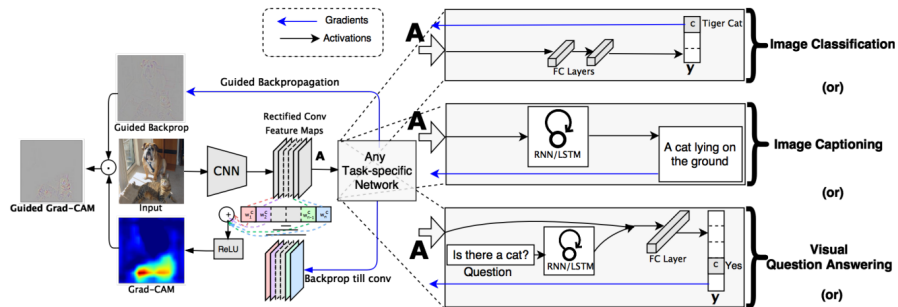 Gradients
Activations
Guided Backpropagation
Guided Backprop
Rectified Conv
Feature Maps
A
Input
CNN
Any
Task-specific
Network
Guided Grad-CAM
+
ReLU
Grad-CAM
Backprop till conv
A
FC Layers
c
Tiger Cat
y
Image Classification
(or)
A
RNN/LSTM
A cat lying on
the ground
Image Captioning
(or)
A
Is there a cat?
Question
RNN/LSTM
FC Layer
c
Yes
y
Visual
Question Answering
(or)